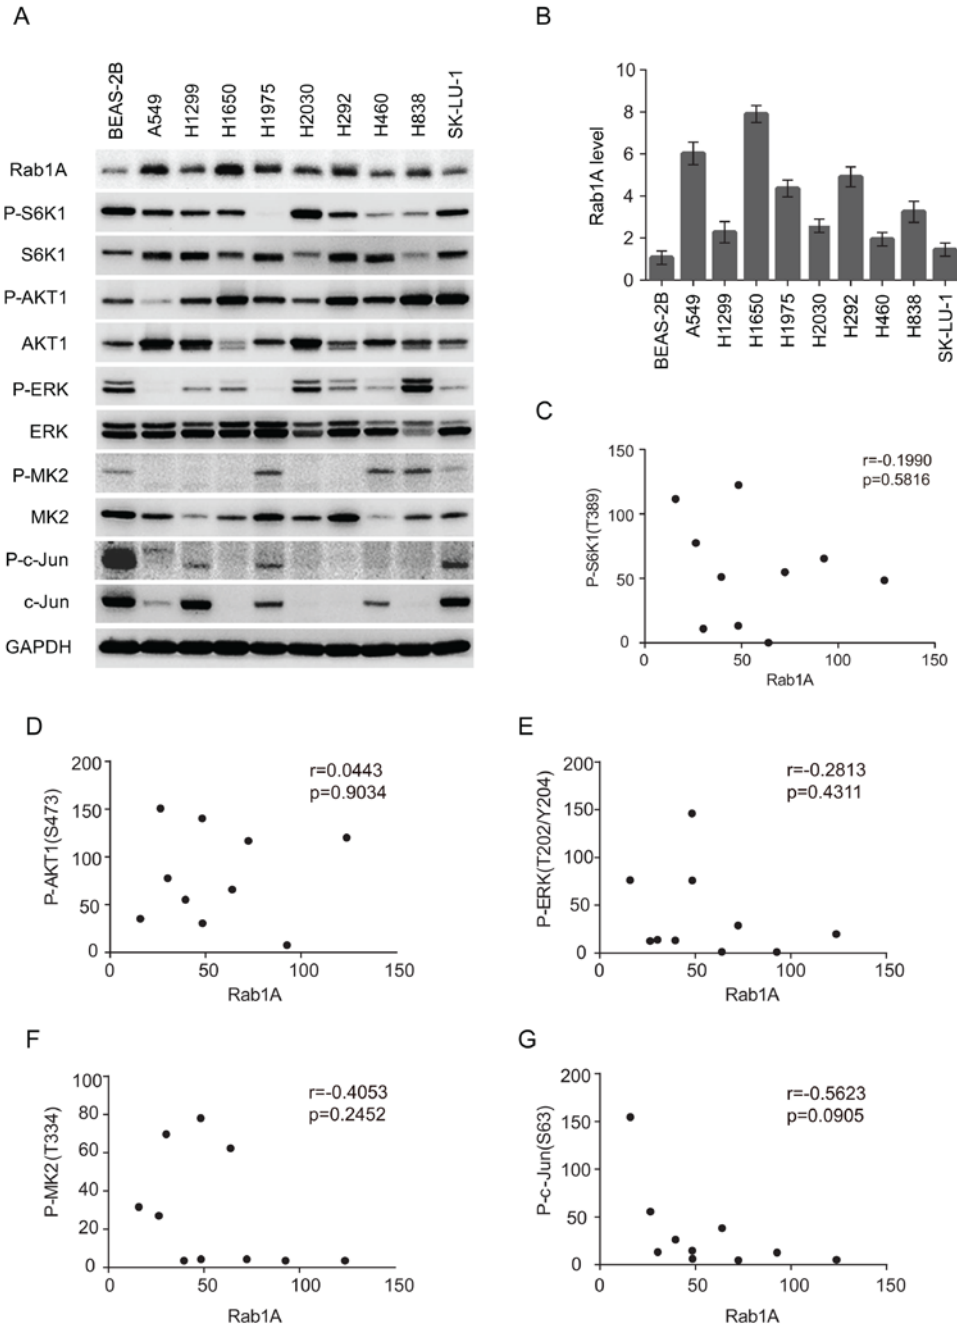 A
BEAS-2B
A549
H1299
H1650
H1975
H2030
H292
H460
H838
SK-LU-1
Rab1A
P-S6K1
S6K1
P-AKT1
AKT1
P-ERK
ERK
P-MK2
MK2
P-c-Jun
c-Jun
GAPDH
B
Rab1A level
10
8
6
4
2
0
BEAS-2B
A549
H1299
H1650
H1975
H2030
H292
H460
H838
SK-LU-1
C
P-S6K1(T389)
150
100
50
0
r=-0.1990
p=0.5816
0 50 100 150
Rab1A
D
P-AKT1(S473)
200
150
100
50
0
r=0.0443
p=0.9034
0 50 100 150
Rab1A
E
P-ERK(T202/Y204)
200
150
100
50
0
r=-0.2813
p=0.4311
0 50 100 150
Rab1A
F
P-MK2(T334)
100
80
60
40
20
0
r=-0.4053
p=0.2452
0 50 100 150
Rab1A
G
P-c-Jun(S63)
200
150
100
50
0
r=-0.5623
p=0.0905
0 50 100 150
Rab1A